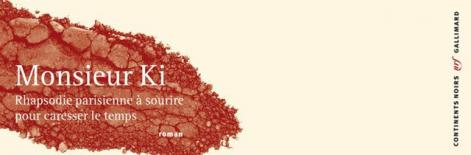 Monsieur Ki
Rhapsodie parisienne à sourire
pour caresser le temps
roman
CONTINENTS NOIRS nrf GALLIMARD